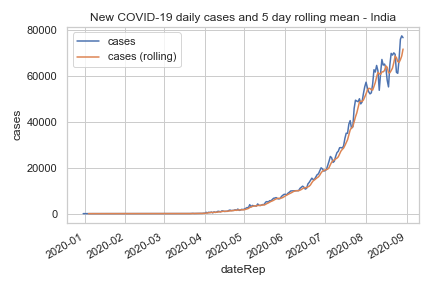 New COVID-19 daily cases and 5 day rolling mean - India
80000
60000
40000
20000
0
cases
cases
cases (rolling)
2020-01
2020-02
2020-03
2020-04
2020-05
2020-06
2020-07
2020-08
2020-09
dateRep